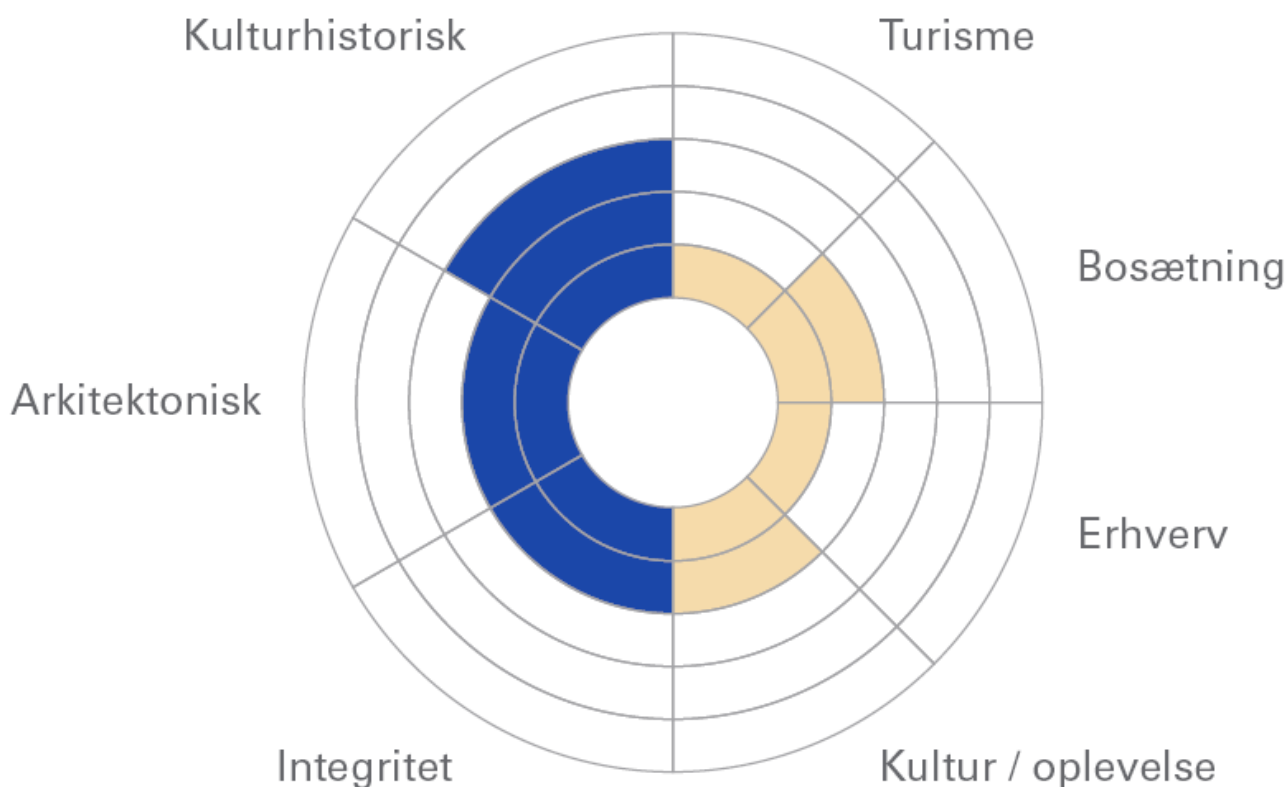 Kulturhistorisk
Turisme
Bosætning
Arkitektonisk
Erhverv
Integritet
Kultur / oplevelse